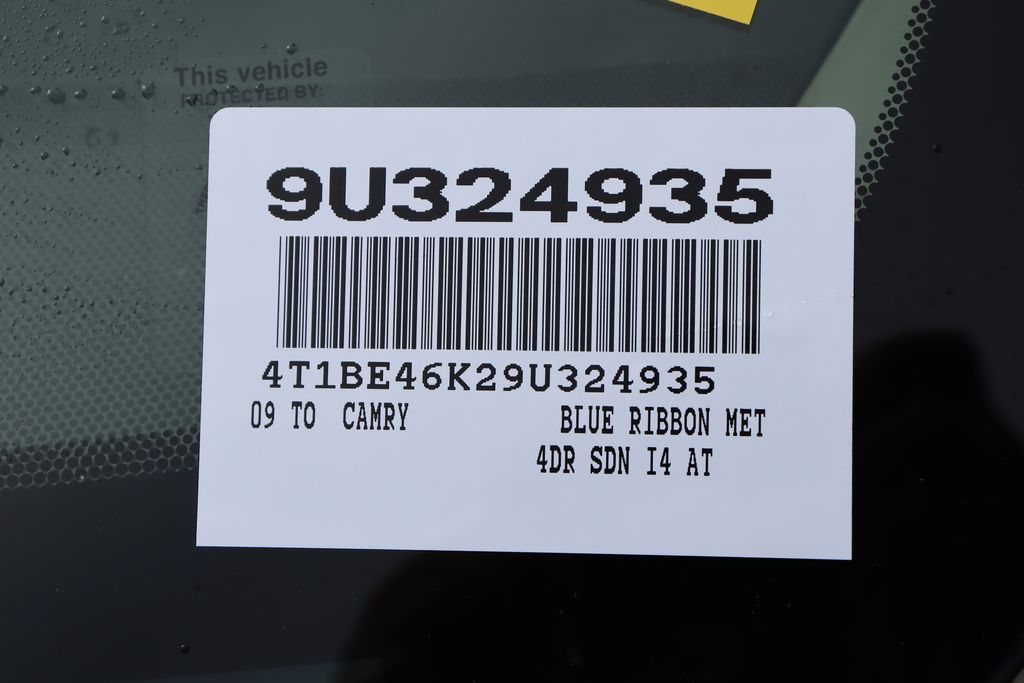 This vehicle
PROTECTED BY:
9U324935
4T1BE46K29U324935
09 TO CAMRY BLUE RIBBON MET
4DR SDN I4 AT